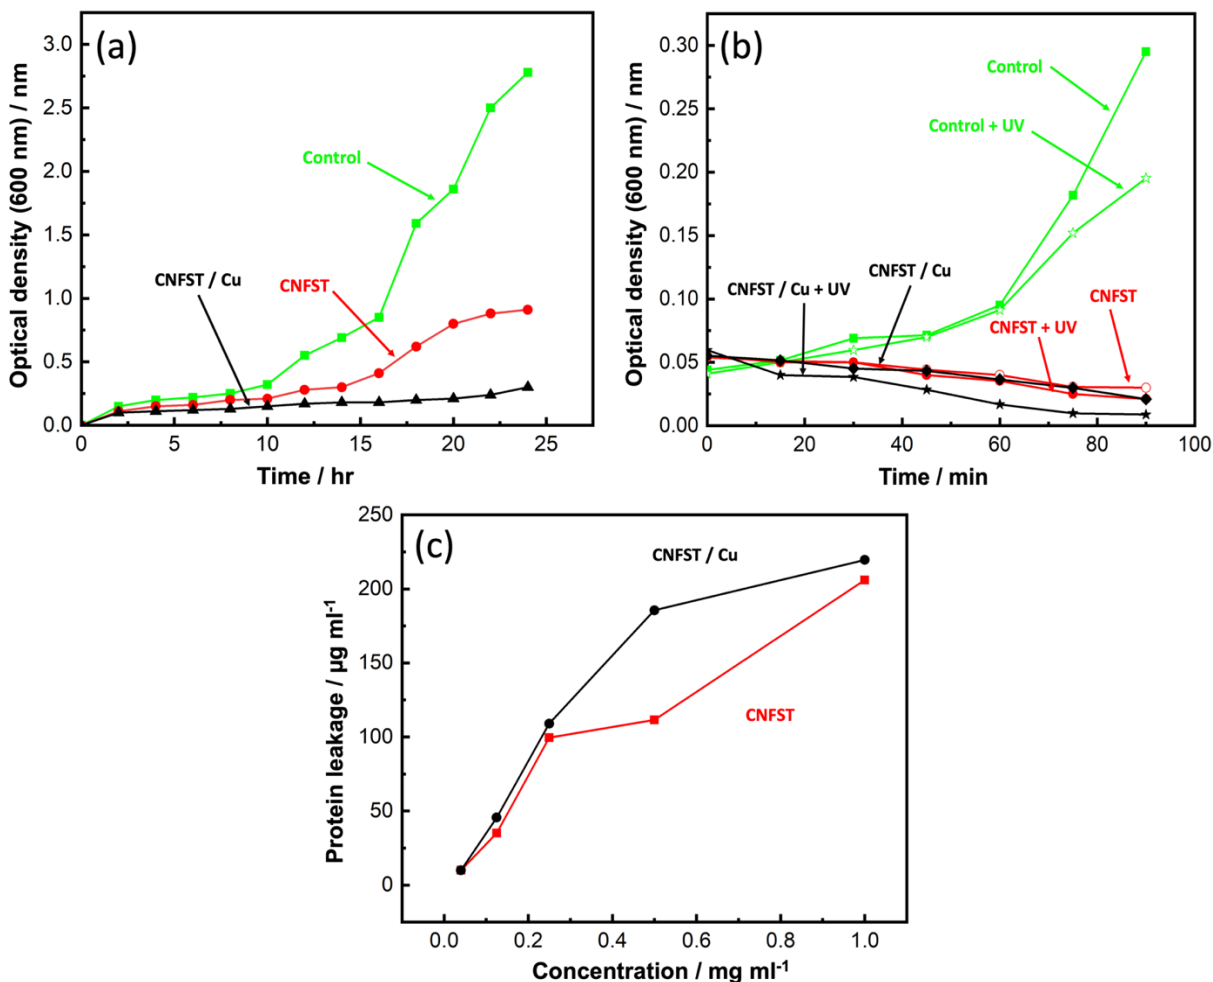 (a)
Optical density (600 nm) / nm
3.0
2.5
2.0
1.5
1.0
0.5
0.0
Control
CNFST / Cu
CNFST
0 5 10 15 20 25
Time / hr
(b)
Optical density (600 nm) / nm
0.30
0.25
0.20
0.15
0.10
0.05
0.00
Control
Control + UV
CNFST / Cu
CNFST / Cu + UV
CNFST
CNFST + UV
0 20 40 60 80 100
Time / min
(c)
Protein leakage / µg ml⁻¹
250
200
150
100
50
0
CNFST / Cu
CNFST
0.0 0.2 0.4 0.6 0.8 1.0
Concentration / mg ml⁻¹